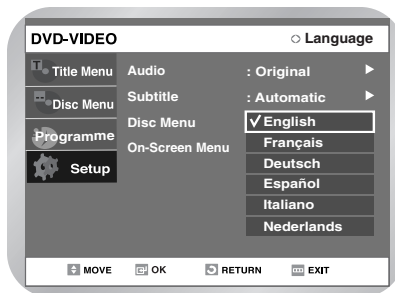 DVD-VIDEO
Language
Title Menu
Disc Menu
Programme
Setup
Audio : Original
Subtitle : Automatic
Disc Menu
On-Screen Menu
✓ English
Français
Deutsch
Español
Italiano
Nederlands
MOVE OK RETURN EXIT